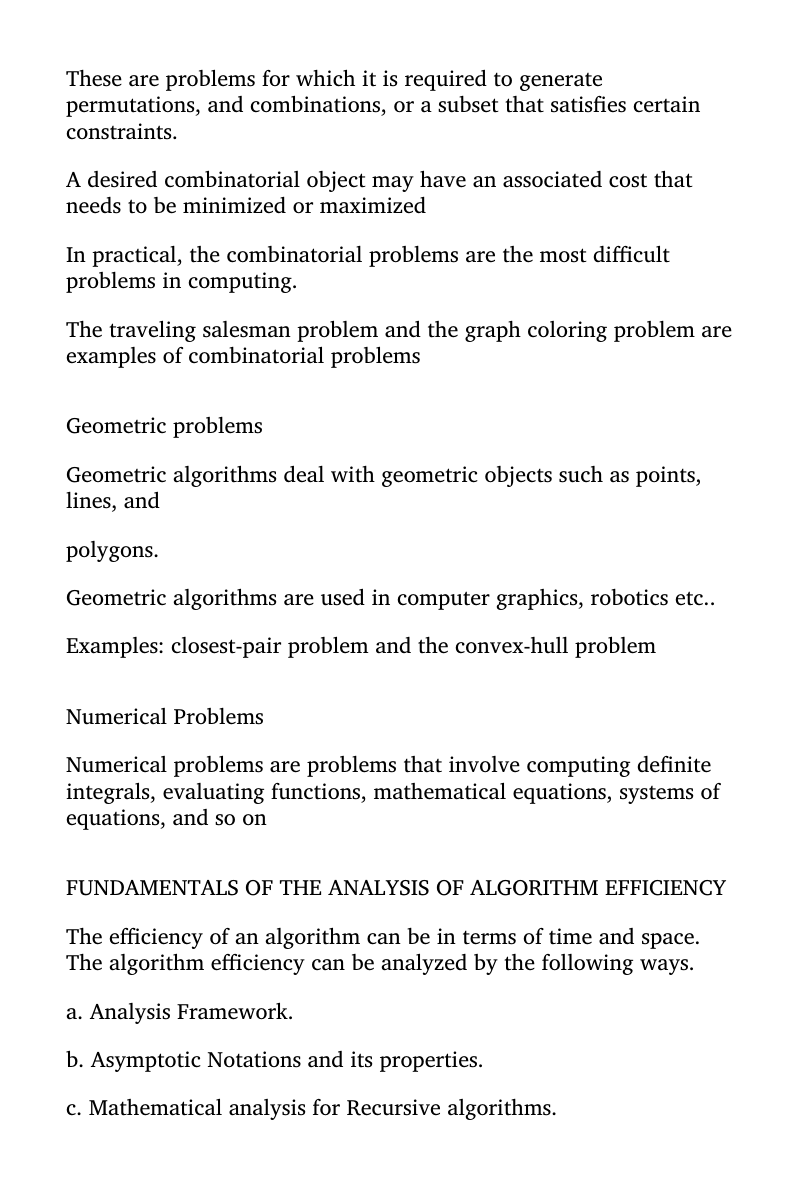 These are problems for which it is required to generate
permutations, and combinations, or a subset that satisfies certain
constraints.
A desired combinatorial object may have an associated cost that
needs to be minimized or maximized
In practical, the combinatorial problems are the most difficult
problems in computing.
The traveling salesman problem and the graph coloring problem are
examples of combinatorial problems
Geometric problems
Geometric algorithms deal with geometric objects such as points,
lines, and
polygons.
Geometric algorithms are used in computer graphics, robotics etc..
Examples: closest-pair problem and the convex-hull problem
Numerical Problems
Numerical problems are problems that involve computing definite
integrals, evaluating functions, mathematical equations, systems of
equations, and so on
FUNDAMENTALS OF THE ANALYSIS OF ALGORITHM EFFICIENCY
The efficiency of an algorithm can be in terms of time and space.
The algorithm efficiency can be analyzed by the following ways.
a. Analysis Framework.
b. Asymptotic Notations and its properties.
c. Mathematical analysis for Recursive algorithms.